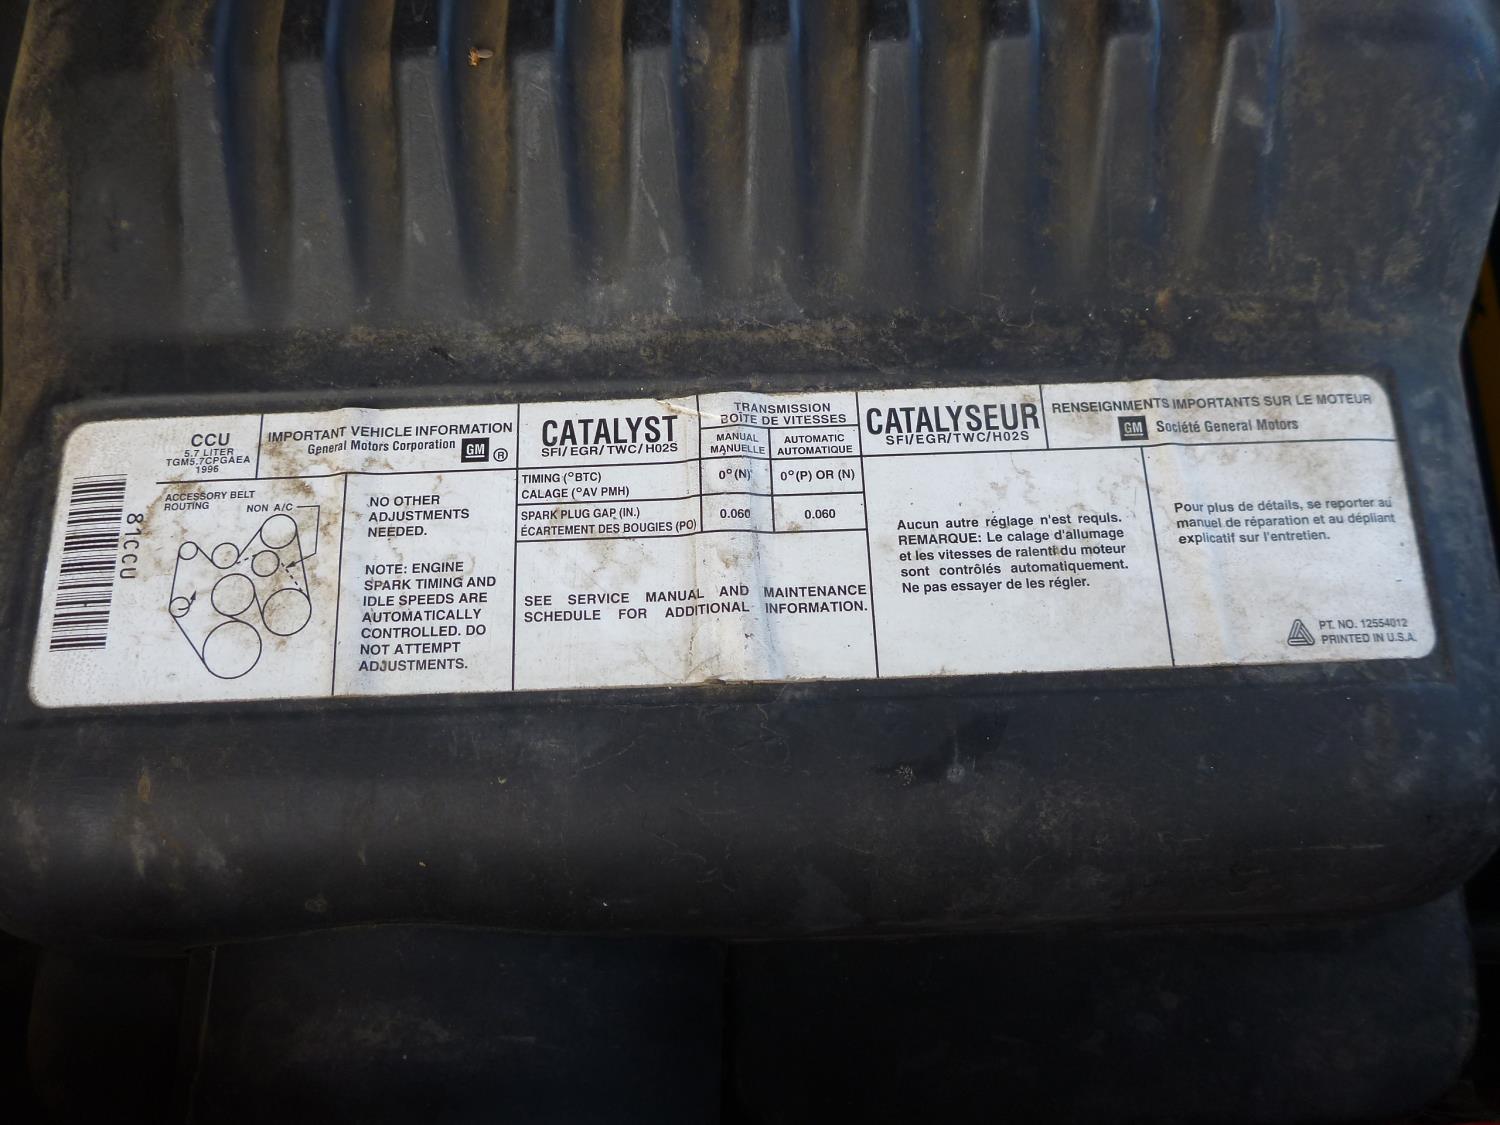 CCU
5.7 LITER
TGM5.7CPGAEA
1996
81CCU
ACCESSORY BELT
ROUTING
NON A/C
IMPORTANT VEHICLE INFORMATION
General Motors Corporation GM ®
NO OTHER
ADJUSTMENTS
NEEDED.
NOTE: ENGINE
SPARK TIMING AND
IDLE SPEEDS ARE
AUTOMATICALLY
CONTROLLED. DO
NOT ATTEMPT
ADJUSTMENTS.
CATALYST
SFI/EGR/TWC/HO2S
TRANSMISSION
BOÎTE DE VITESSES
MANUAL
MANUELLE
AUTOMATIC
AUTOMATIQUE
TIMING (°BTC)
CALAGE (°AV PMH)
0°(N)
0°(P) OR (N)
SPARK PLUG GAP (IN.)
ÉCARTEMENT DES BOUGIES (PO)
0.060
0.060
SEE SERVICE MANUAL AND MAINTENANCE
SCHEDULE FOR ADDITIONAL INFORMATION.
CATALYSEUR
SFI/EGR/TWC/HO2S
RENSEIGNMENTS IMPORTANTS SUR LE MOTEUR
GM Société General Motors
Aucun autre réglage n'est requis.
REMARQUE: Le calage d'allumage
et les vitesses de ralenti du moteur
sont contrôlés automatiquement.
Ne pas essayer de les régler.
Pour plus de détails, se reporter au
manuel de réparation et au dépliant
explicatif sur l'entretien.
PT. NO. 12554012
PRINTED IN U.S.A.